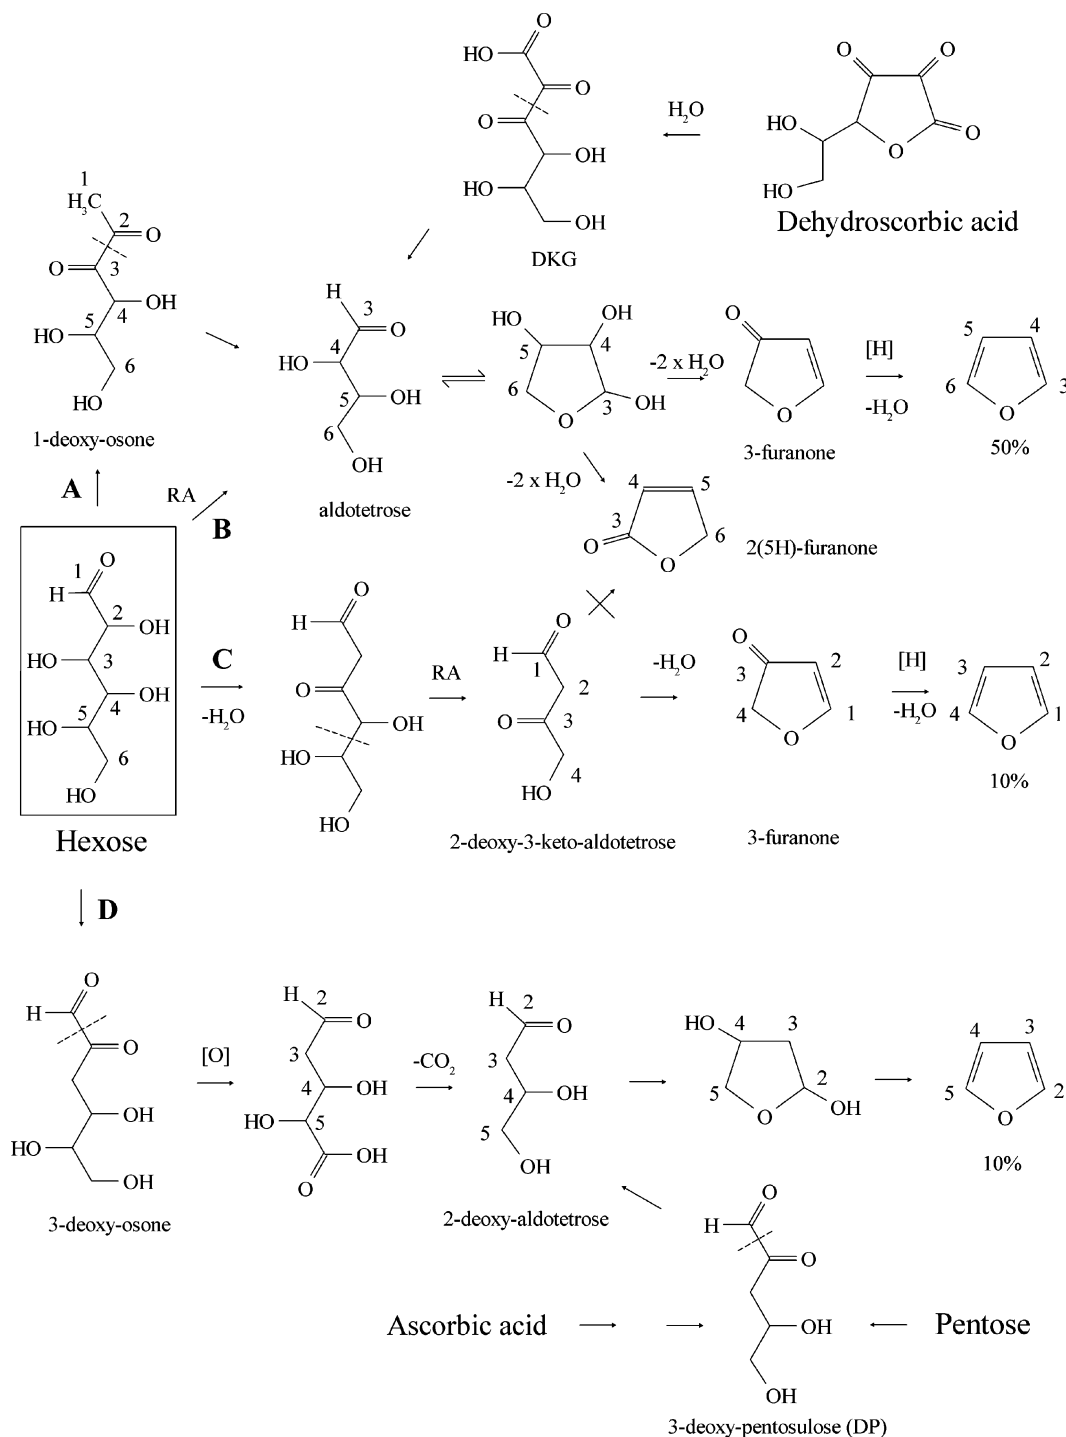 O
HO
O
O
OH
HO
OH
DKG
H2O
O
O
O
O
HO
HO
Dehydroscorbic acid
1
H3C
2
O
O
3
OH
4
5
HO
6
HO
1-deoxy-osone
H
3
O
4
HO
OH
5
6
OH
aldotetrose
HO
OH
5
4
6
3
O
OH
-2 x H2O
O
O
3-furanone
[H]
-H2O
5
4
6
3
O
50%
-2 x H2O
4
5
3
6
O
O
2(5H)-furanone
A
RA
B
O
1
H
2
OH
3
HO
OH
4
5
HO
6
HO
Hexose
C
-H2O
O
H
O
OH
HO
HO
RA
O
H
1
2
O
3
4
HO
2-deoxy-3-keto-aldotetrose
-H2O
O
3
2
4
1
O
3-furanone
[H]
-H2O
3
2
4
1
O
10%
D
O
H
O
OH
HO
OH
3-deoxy-osone
[O]
H
2
O
3
4
OH
HO
5
OH
O
-CO2
H
2
O
3
4
OH
5
OH
2-deoxy-aldotetrose
HO
4
3
5
2
O
OH
4
3
5
2
O
10%
O
H
O
OH
OH
3-deoxy-pentosulose (DP)
Ascorbic acid
Pentose